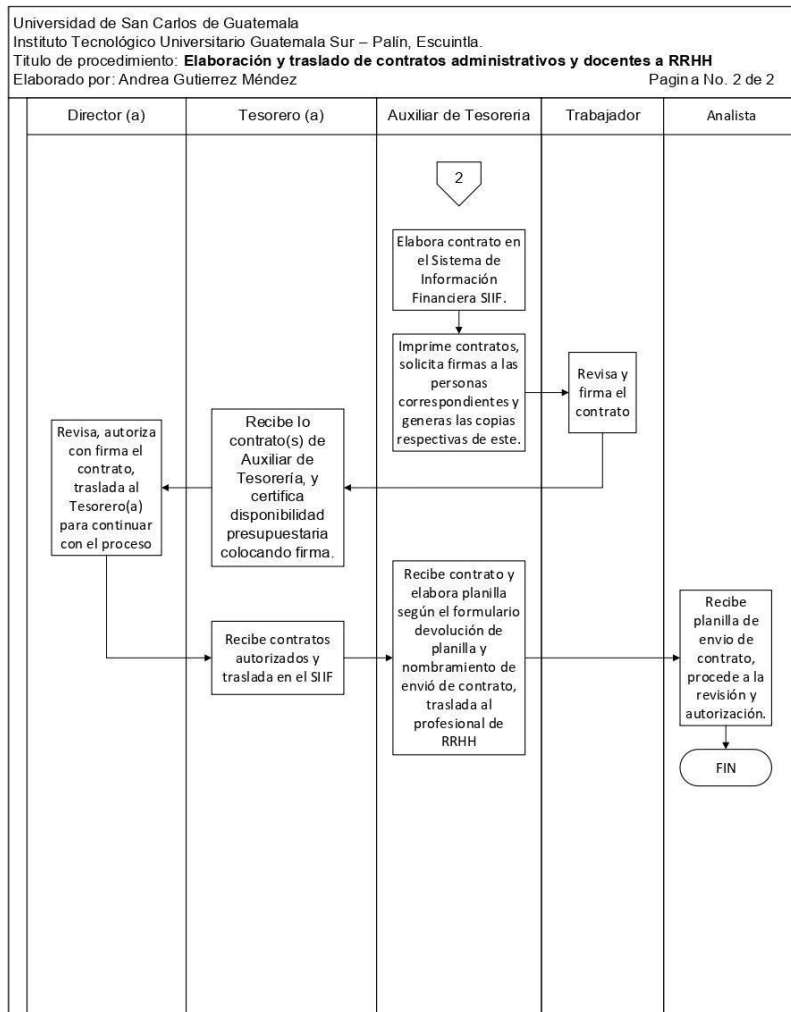 Universidad de San Carlos de Guatemala
Instituto Tecnológico Universitario Guatemala Sur – Palín, Escuintla.
Titulo de procedimiento: Elaboración y traslado de contratos administrativos y docentes a RRHH
Elaborado por: Andrea Gutierrez Méndez
Pagina No. 2 de 2
Director (a)
Tesorero (a)
Auxiliar de Tesoreria
Trabajador
Analista
2
Elabora contrato en
el Sistema de
Información
Financiera SIIF.
Imprime contratos,
solicita firmas a las
personas
correspondientes y
generas las copias
respectivas de este.
Revisa y
firma el
contrato
Recibe lo
contrato(s) de
Auxiliar de
Tesorería, y
certifica
disponibilidad
presupuestaria
colocando firma.
Revisa, autoriza
con firma el
contrato,
traslada al
Tesorero(a)
para continuar
con el proceso
Recibe contratos
autorizados y
traslada en el SIIF
Recibe contrato y
elabora planilla
según el formulario
devolución de
planilla y
nombramiento de
envió de contrato,
traslada al
profesional de
RRHH
Recibe
planilla de
envio de
contrato,
procede a la
revisión y
autorización.
FIN